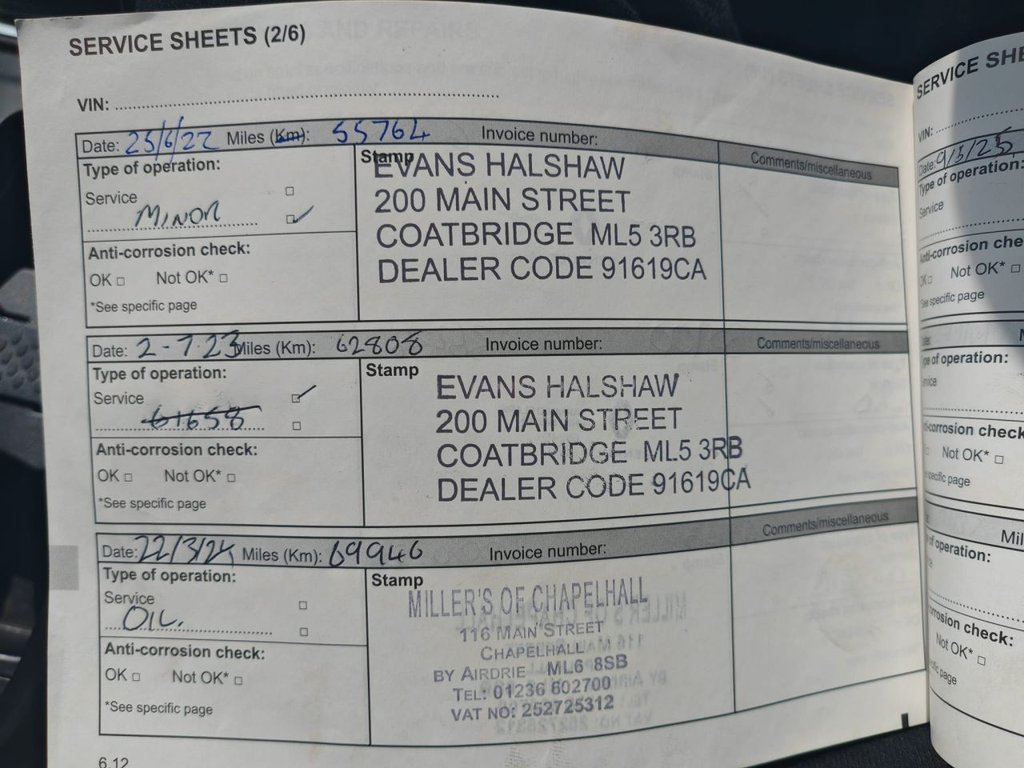 SERVICE SHEETS (2/6)
VIN:
Date: 25/6/22 Miles (Km): 55764 Invoice number:
Comments/miscellaneous
Type of operation:
Service
MINOR
Anti-corrosion check:
OK Not OK*
*See specific page
Stamp
EVANS HALSHAW
200 MAIN STREET
COATBRIDGE ML5 3RB
DEALER CODE 91619CA
Date: 2-7.23 Miles (Km): 62808 Invoice number:
Comments/miscellaneous
Type of operation:
Service
61658
Anti-corrosion check:
OK Not OK*
*See specific page
Stamp
EVANS HALSHAW
200 MAIN STREET
COATBRIDGE ML5 3RB
DEALER CODE 91619CA
Date: 22/3/24 Miles (Km): 69946 Invoice number:
Comments/miscellaneous
Type of operation:
Service
OIL.
Anti-corrosion check:
OK Not OK*
*See specific page
Stamp
MILLER'S OF CHAPELHALL
116 MAIN STREET
CHAPELHALL
BY AIRDRIE ML6 8SB
TEL: 01236 602700
VAT NO: 252725312
6.12
SERVICE SHE
VIN:
Date: 9/3/25
Type of operation:
Service
Anti-corrosion che
Not OK*
see specific page
of operation:
corrosion check
Not OK*
specific page
Mil
of operation:
rosion check:
Not OK*
page